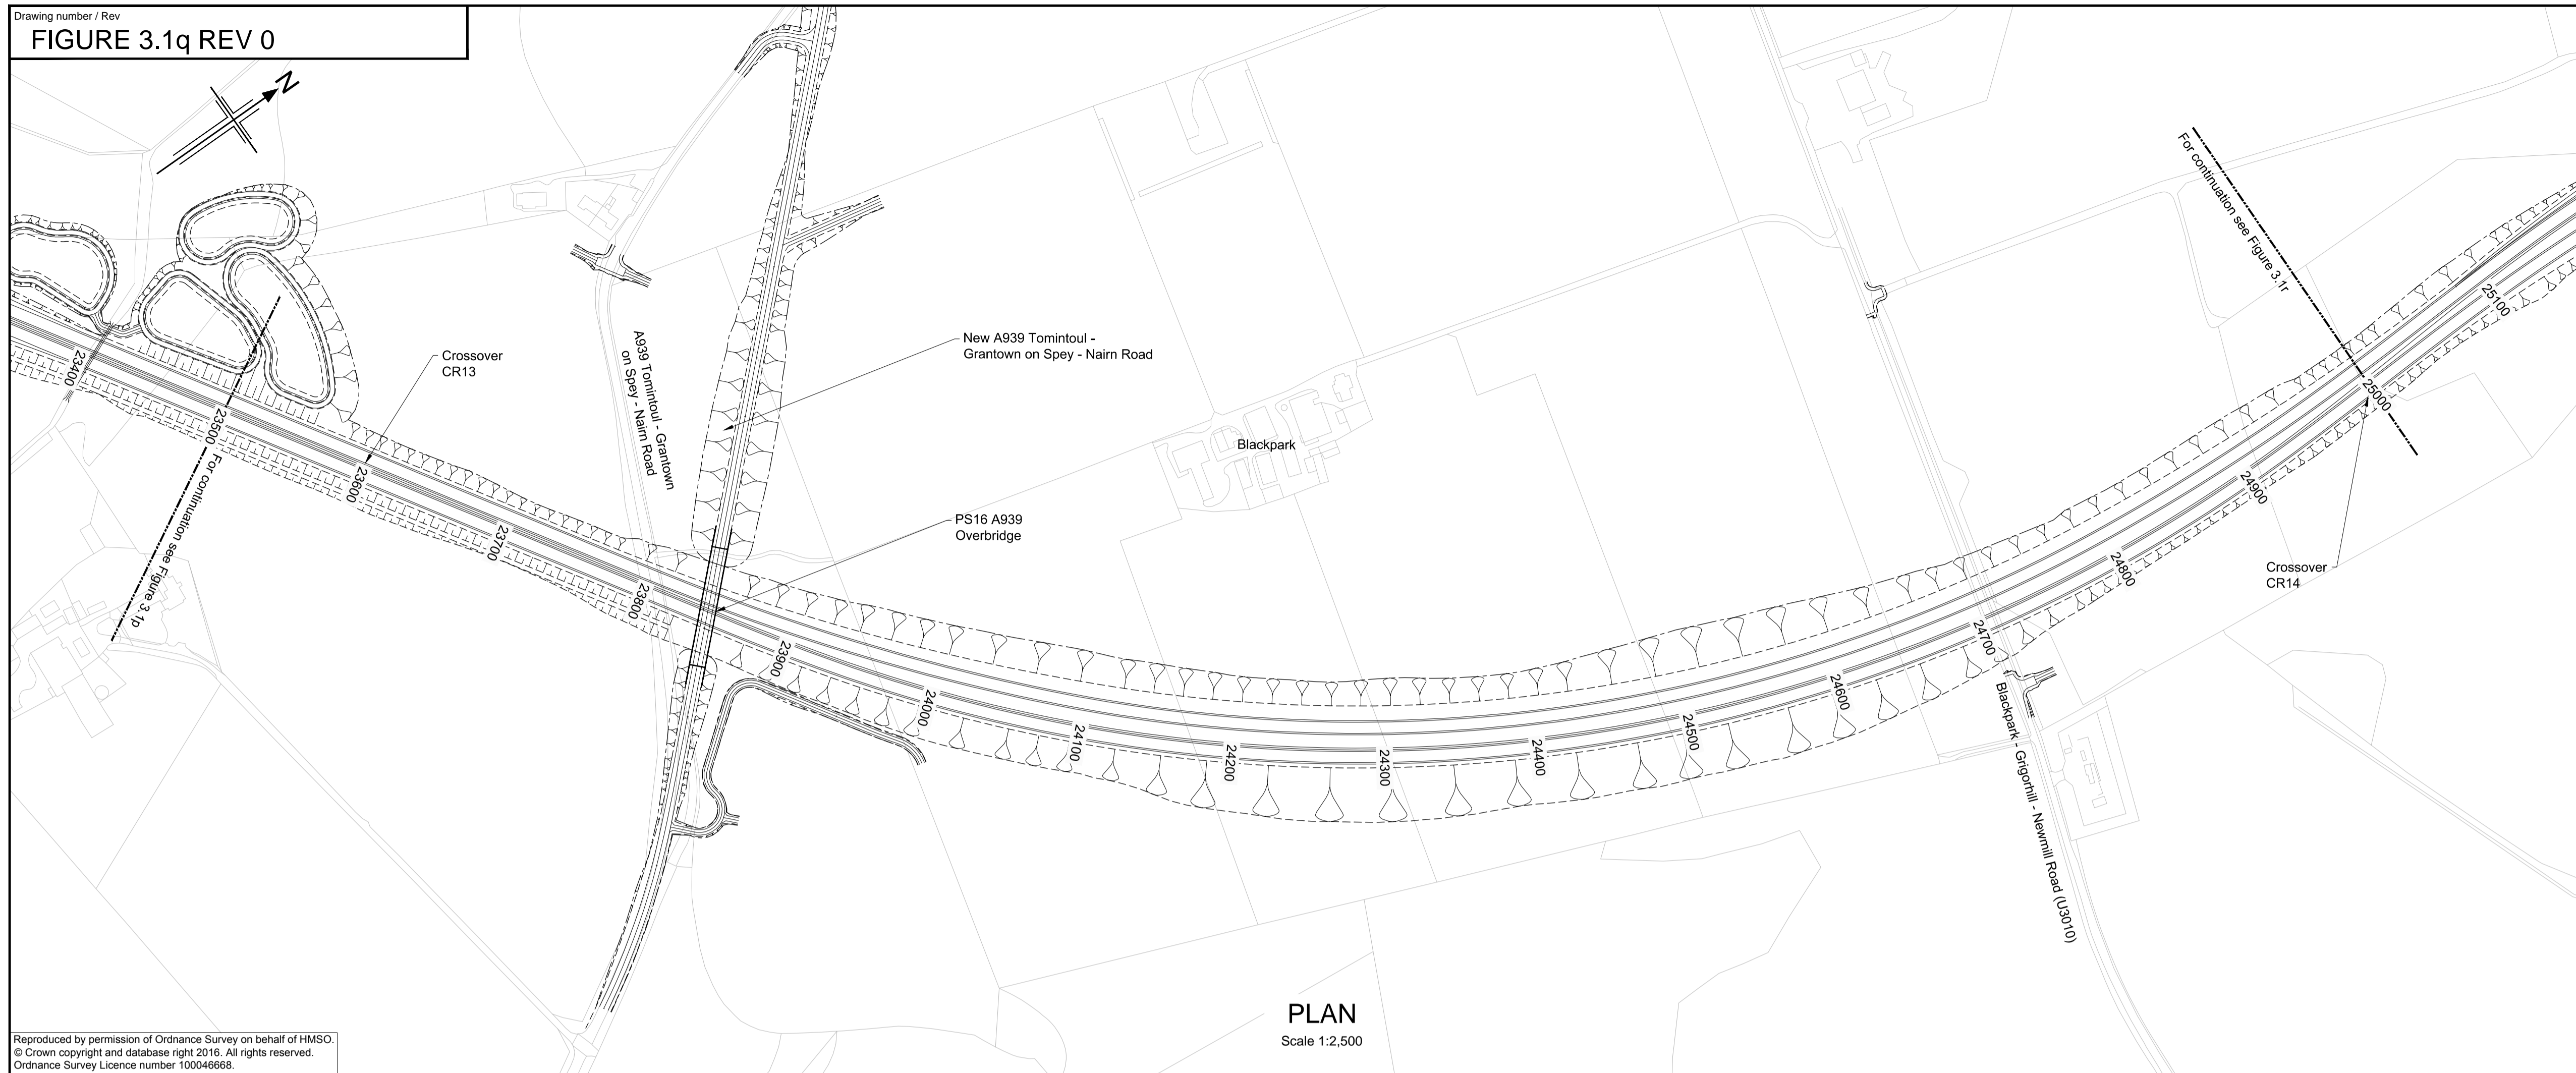 Drawing number / Rev
FIGURE 3.1q REV 0
N
For continuation see Figure 3.1r
23400
Crossover
CR13
23500
For continuation see Figure 3.1p
23600
A939 Tomintoul - Grantown
on Spey - Nairn Road
New A939 Tomintoul -
Grantown on Spey - Nairn Road
Blackpark
PS16 A939
Overbridge
23700
23800
23900
24000
24100
24200
24300
24400
24500
24600
24700
24800
24900
25000
25100
Crossover
CR14
Blackpark - Grigorhill - Newmill Road (U3010)
PLAN
Scale 1:2,500
Reproduced by permission of Ordnance Survey on behalf of HMSO.
© Crown copyright and database right 2016. All rights reserved.
Ordnance Survey Licence number 100046668.